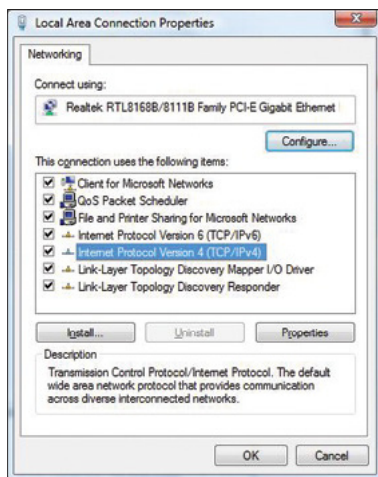 Local Area Connection Properties
Networking
Connect using:
Realtek RTL8168B/8111B Family PCI-E Gigabit Ethernet
Configure...
This connection uses the following items:
Client for Microsoft Networks
QoS Packet Scheduler
File and Printer Sharing for Microsoft Networks
Internet Protocol Version 6 (TCP/IPv6)
Internet Protocol Version 4 (TCP/IPv4)
Link-Layer Topology Discovery Mapper I/O Driver
Link-Layer Topology Discovery Responder
Install... Uninstall Properties
Description
Transmission Control Protocol/Internet Protocol. The default
wide area network protocol that provides communication
across diverse interconnected networks.
OK Cancel